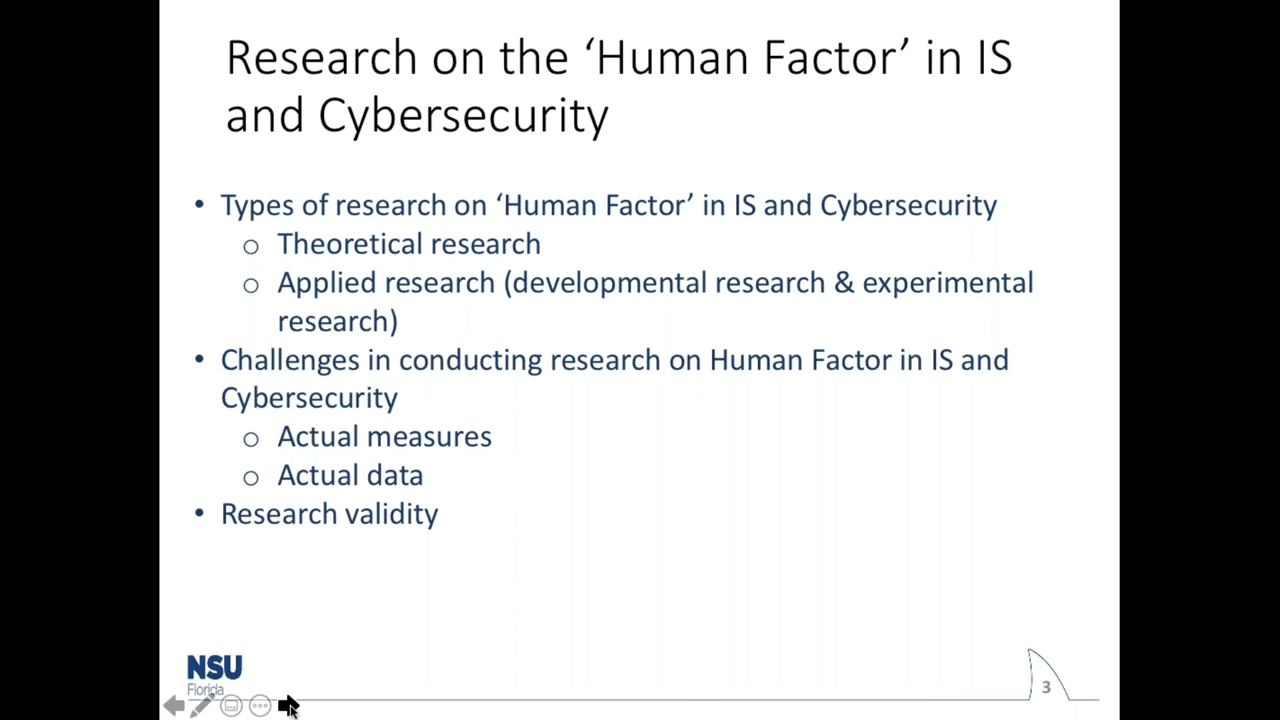 Research on the ‘Human Factor’ in IS
and Cybersecurity
• Types of research on ‘Human Factor’ in IS and Cybersecurity
o Theoretical research
o Applied research (developmental research & experimental
research)
• Challenges in conducting research on Human Factor in IS and
Cybersecurity
o Actual measures
o Actual data
• Research validity
NSU
Florida
3